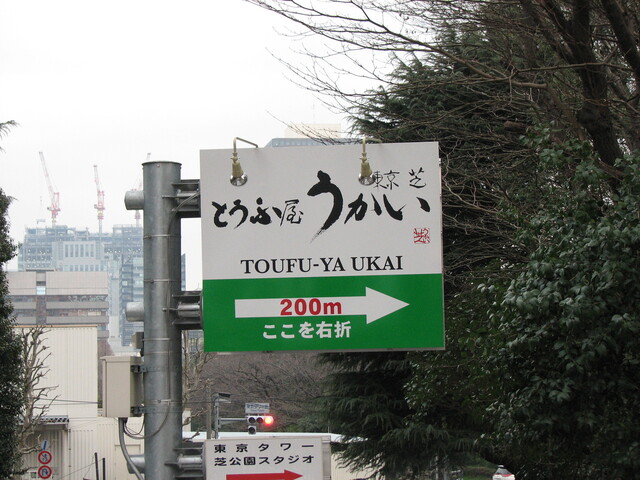 東京 芝
とうふ屋 うかい
TOUFU-YA UKAI
200m
ここを右折
東京タワー
芝公園スタジオ